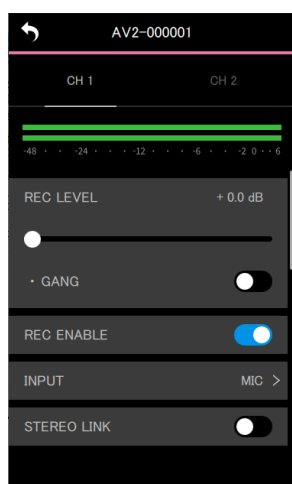 AV2-000001
CH 1 CH 2
-48 · · -24 · · · -12 · · · -6 · · -2 0 · · 6
REC LEVEL + 0.0 dB
・GANG
REC ENABLE
INPUT MIC >
STEREO LINK